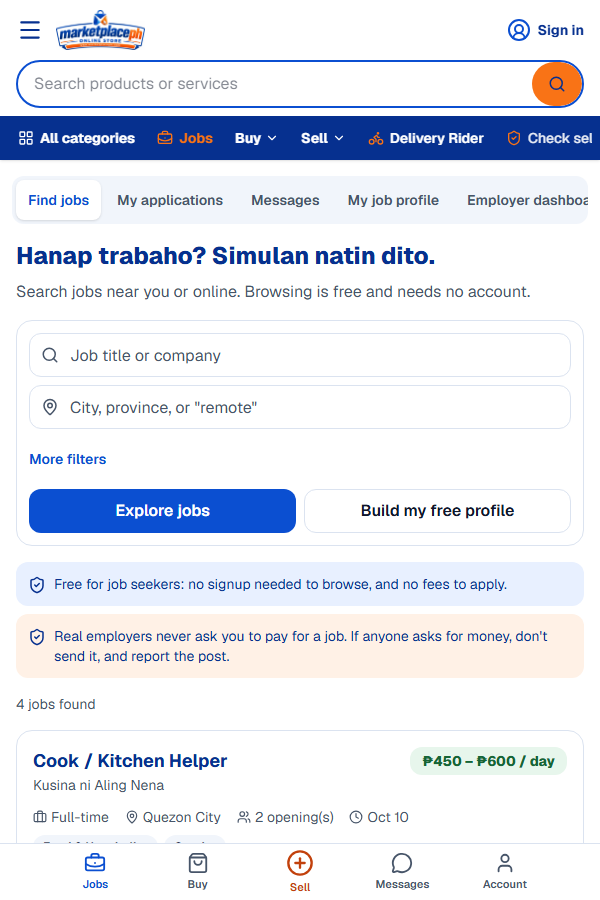 marketplaceph
ONLINE STORE
Sign in
Search products or services
All categories
Jobs
Buy
Sell
Delivery Rider
Check sel
Find jobs
My applications
Messages
My job profile
Employer dashboa
Hanap trabaho? Simulan natin dito.
Search jobs near you or online. Browsing is free and needs no account.
Job title or company
City, province, or "remote"
More filters
Explore jobs
Build my free profile
Free for job seekers: no signup needed to browse, and no fees to apply.
Real employers never ask you to pay for a job. If anyone asks for money, don't
send it, and report the post.
4 jobs found
Cook / Kitchen Helper
₱450 – ₱600 / day
Kusina ni Aling Nena
Full-time
Quezon City
2 opening(s)
Oct 10
Jobs
Buy
Sell
Messages
Account